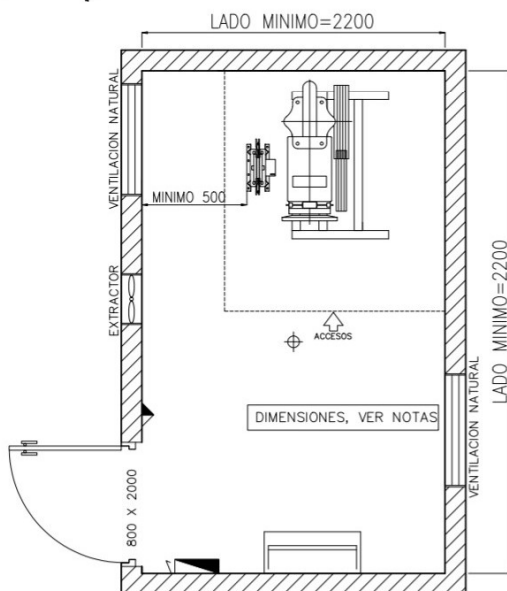 LADO MINIMO=2200
VENTILACION NATURAL
MINIMO 500
EXTRACTOR
ACCESOS
LADO MINIMO=2200
DIMENSIONES, VER NOTAS
VENTILACION NATURAL
800 X 2000